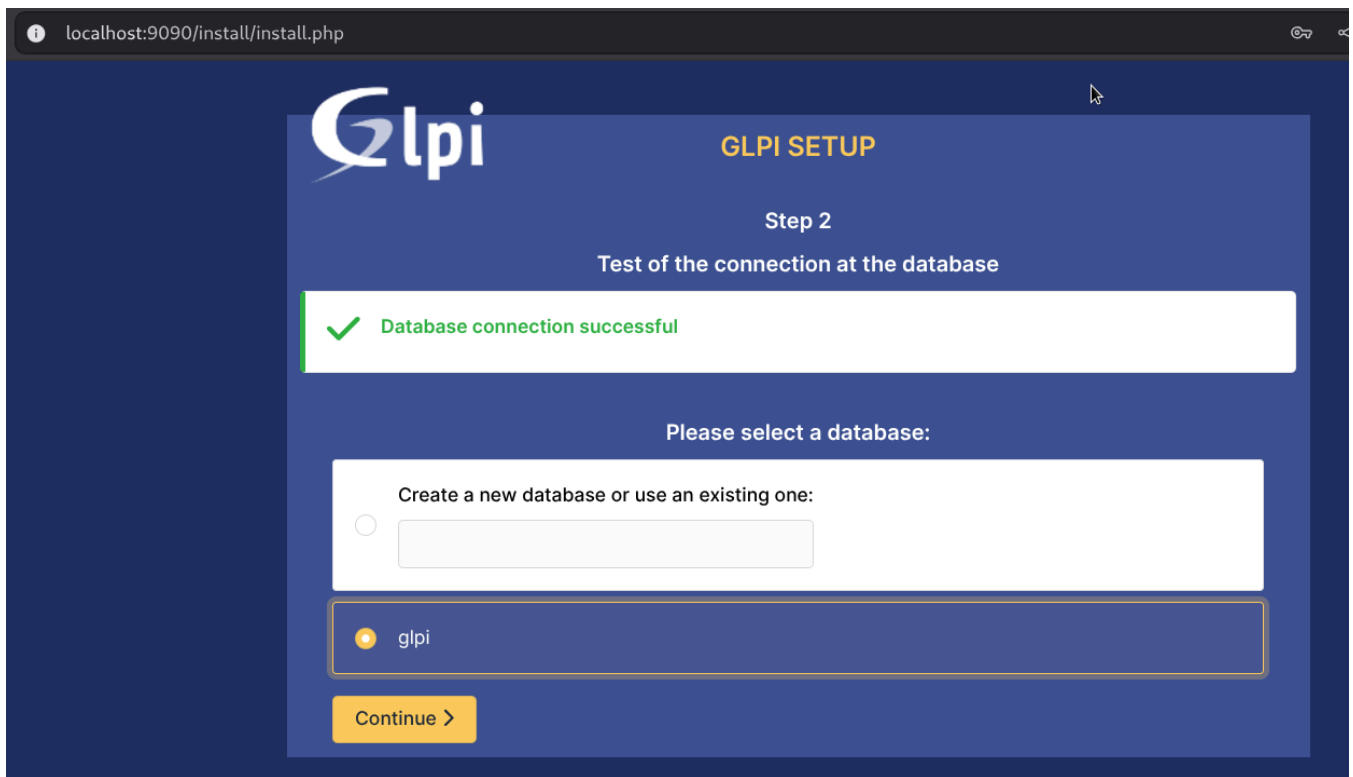 localhost:9090/install/install.php
Glpi
GLPI SETUP
Step 2
Test of the connection at the database
Database connection successful
Please select a database:
Create a new database or use an existing one:
glpi
Continue